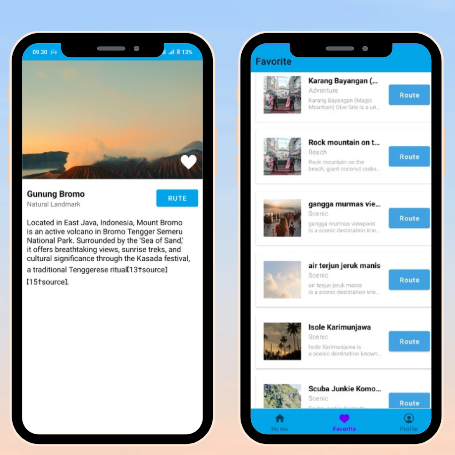 09.30
13%
Gunung Bromo
Natural Landmark
RUTE
Located in East Java, Indonesia, Mount Bromo
is an active volcano in Bromo Tengger Semeru
National Park. Surrounded by the 'Sea of Sand,'
it offers breathtaking views, sunrise treks, and
cultural significance through the Kasada festival,
a traditional Tenggerese ritual【13†source】
【15†source】.
Favorite
Karang Bayangan (...
Adventure
Karang Bayangan (Magic
Mountain) Dive Site is a un...
Route
Rock mountain on t...
Beach
Rock mountain on the
beach, giant coconut craba...
Route
gangga murmas vie...
Scenic
gangga murmas viewpoint
is a scenic destination kno...
Route
air terjun jeruk manis
Scenic
air terjun jeruk manis
is a scenic destination kno...
Route
Isole Karimunjawa
Scenic
Isole Karimunjawa is
a scenic destination known...
Route
Scuba Junkie Komo...
Scenic
Route
Home
Favorite
Profile